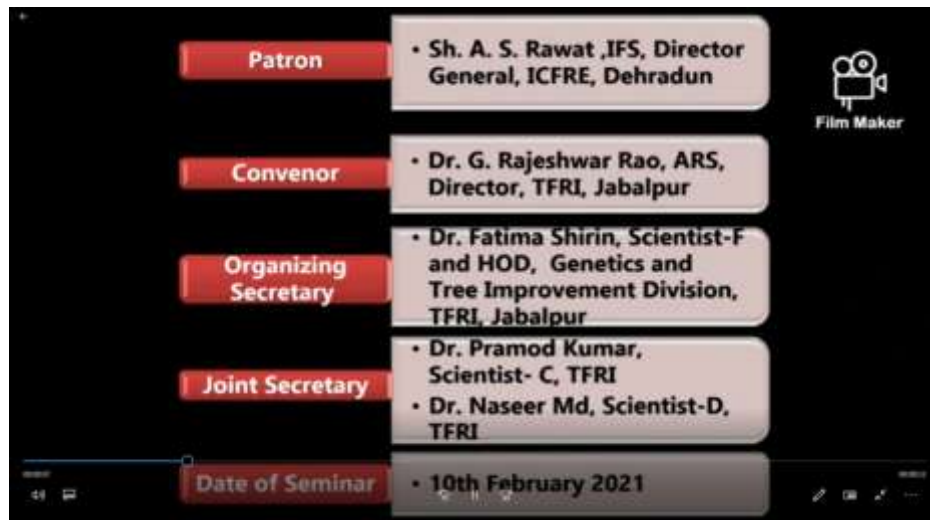 Patron
• Sh. A. S. Rawat ,IFS, Director
General, ICFRE, Dehradun
Film Maker
Convenor
• Dr. G. Rajeshwar Rao, ARS,
Director, TFRI, Jabalpur
Organizing
Secretary
• Dr. Fatima Shirin, Scientist-F
and HOD, Genetics and
Tree Improvement Division,
TFRI, Jabalpur
Joint Secretary
• Dr. Pramod Kumar,
Scientist- C, TFRI
• Dr. Naseer Md, Scientist-D,
TFRI
Date of Seminar
• 10th February 2021